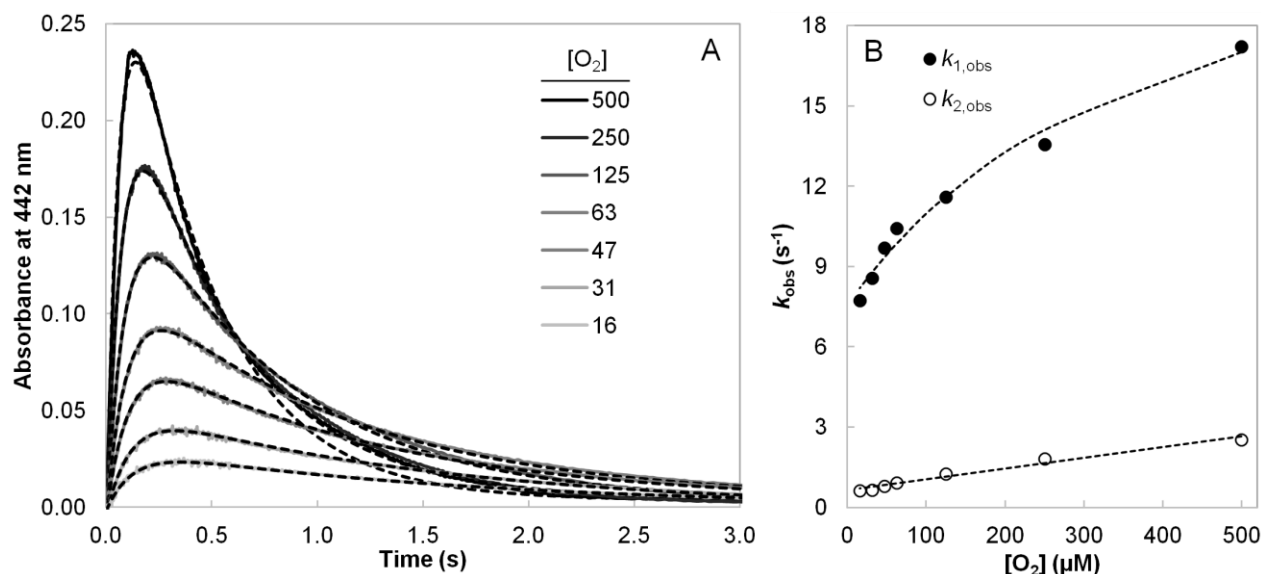 A
[O₂]
500
250
125
63
47
31
16
0.25
0.20
0.15
0.10
0.05
0.00
Absorbance at 442 nm
0.0 0.5 1.0 1.5 2.0 2.5 3.0
Time (s)
B
k₁,obs
k₂,obs
18
15
12
9
6
3
0
kobs (s⁻¹)
0 100 200 300 400 500
[O₂] (µM)